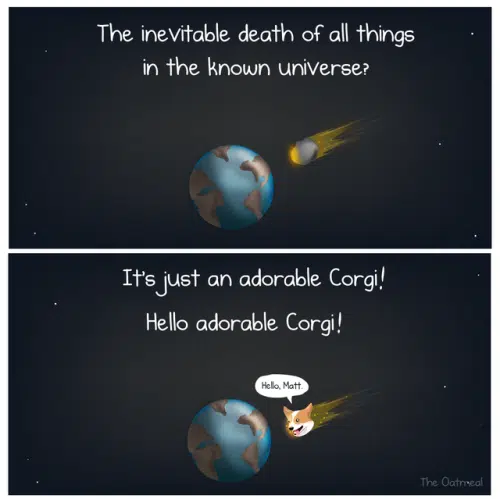 The inevitable death of all things
in the known universe?
It's just an adorable Corgi!
Hello adorable Corgi!
Hello, Matt.
The Oatmeal